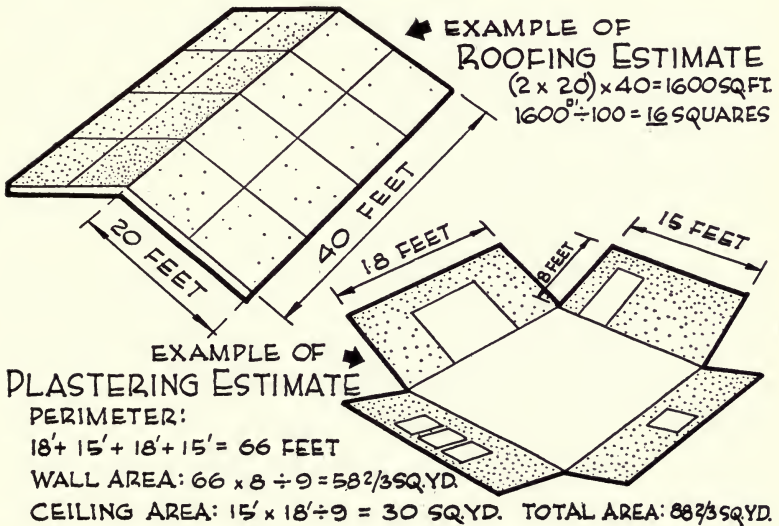 EXAMPLE OF
ROOFING ESTIMATE
(2 x 20') x 40 = 1600 SQ.FT.
1600□' ÷ 100 = 16 SQUARES
20 FEET
40 FEET
18 FEET
8 FEET
15 FEET
EXAMPLE OF
PLASTERING ESTIMATE
PERIMETER:
18' + 15' + 18' + 15' = 66 FEET
WALL AREA: 66 x 8 ÷ 9 = 58 2/3 SQ.YD.
CEILING AREA: 15' x 18' ÷ 9 = 30 SQ.YD. TOTAL AREA: 88 2/3 SQ.YD.